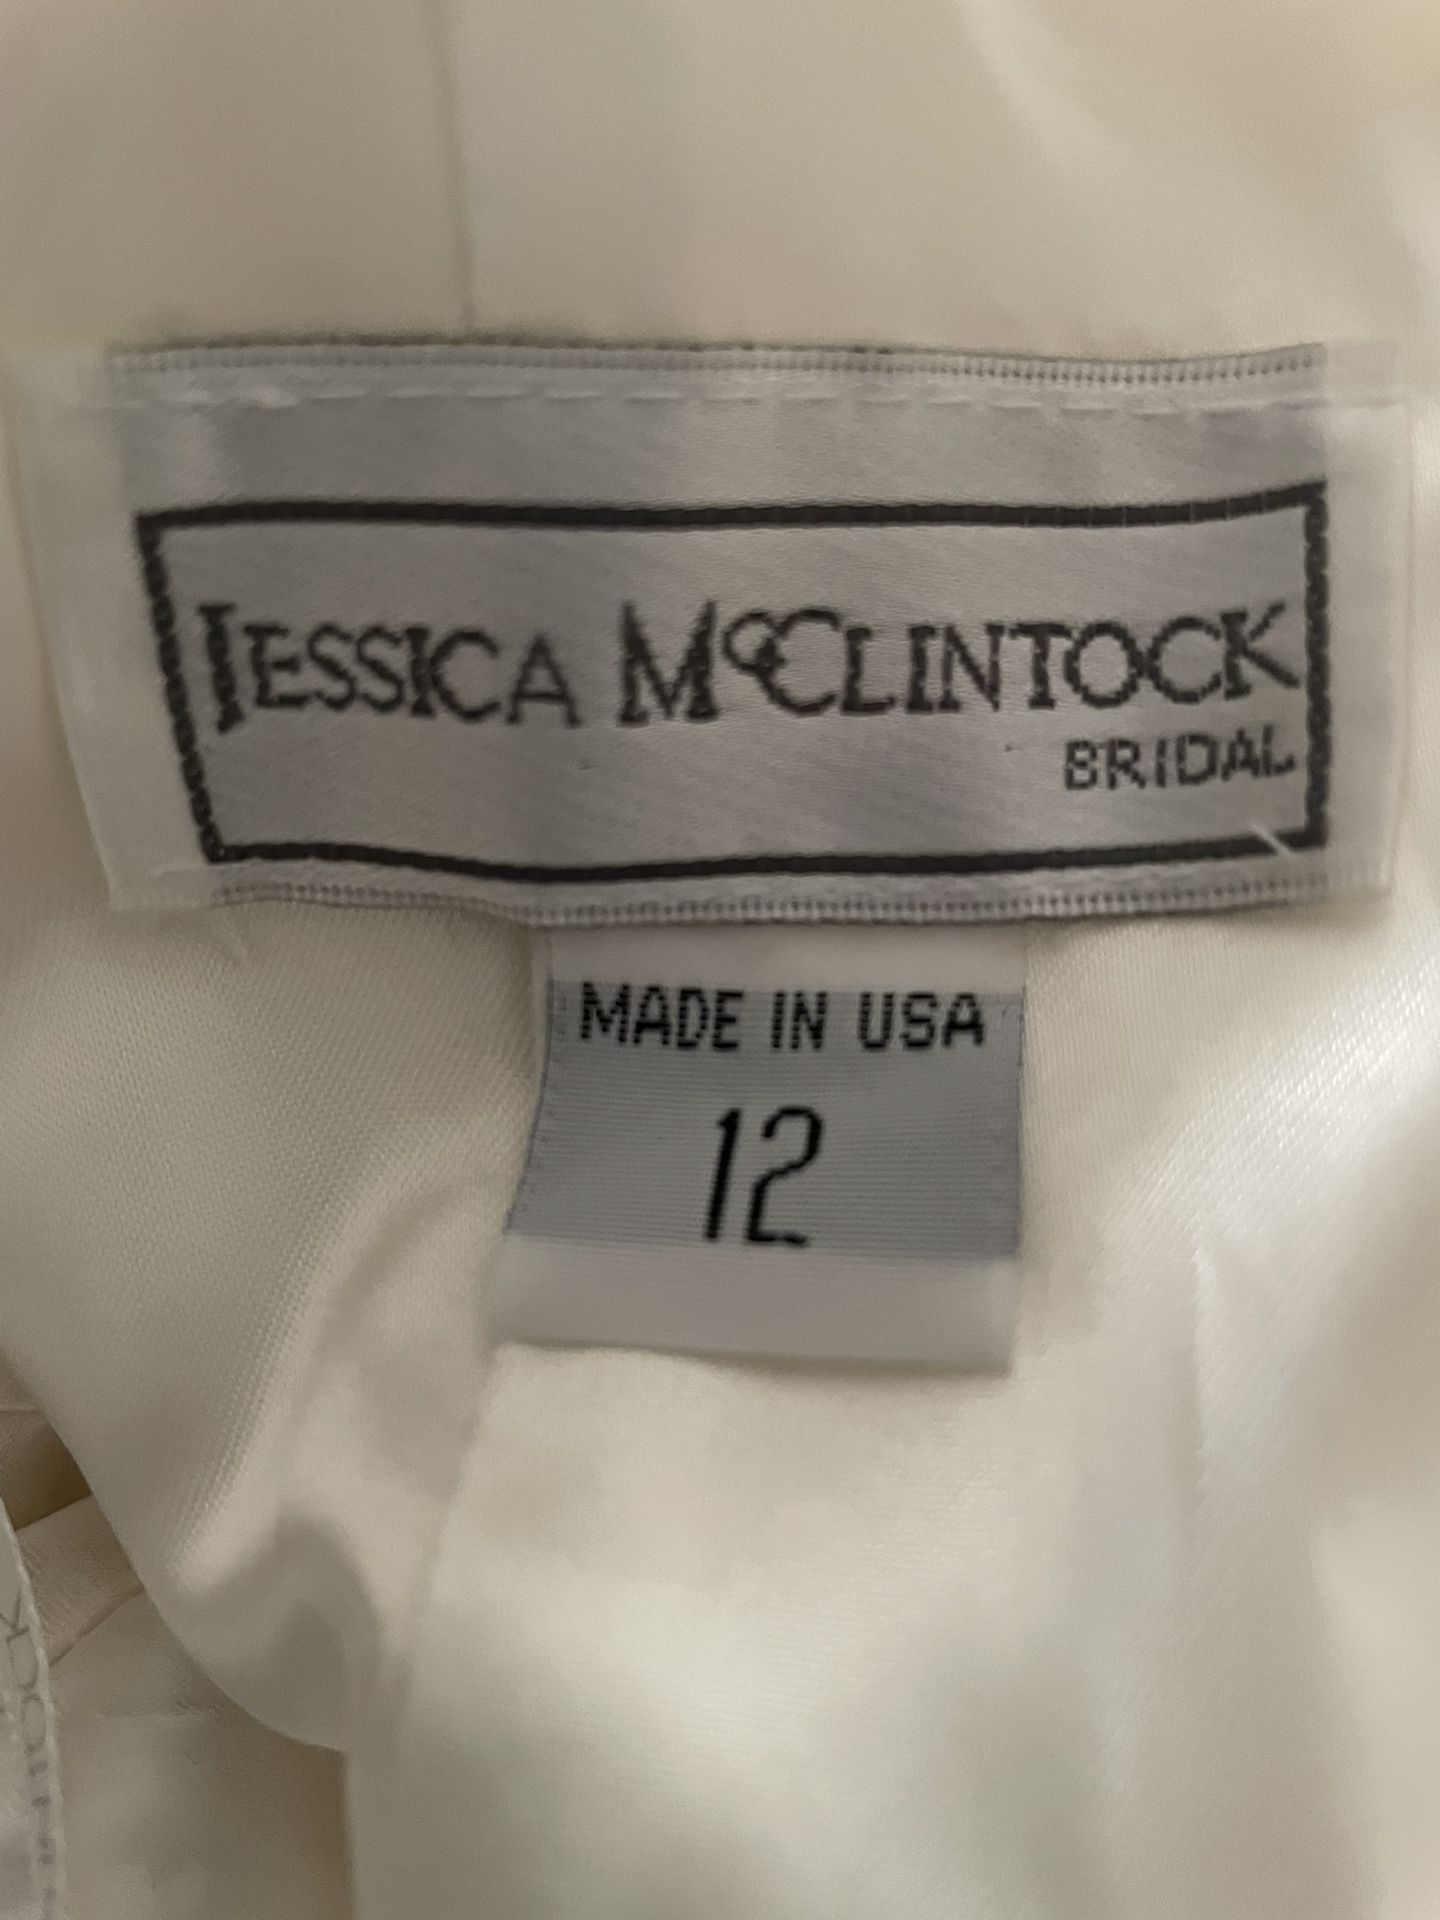 JESSICA McCLINTOCK
BRIDAL
MADE IN USA
12